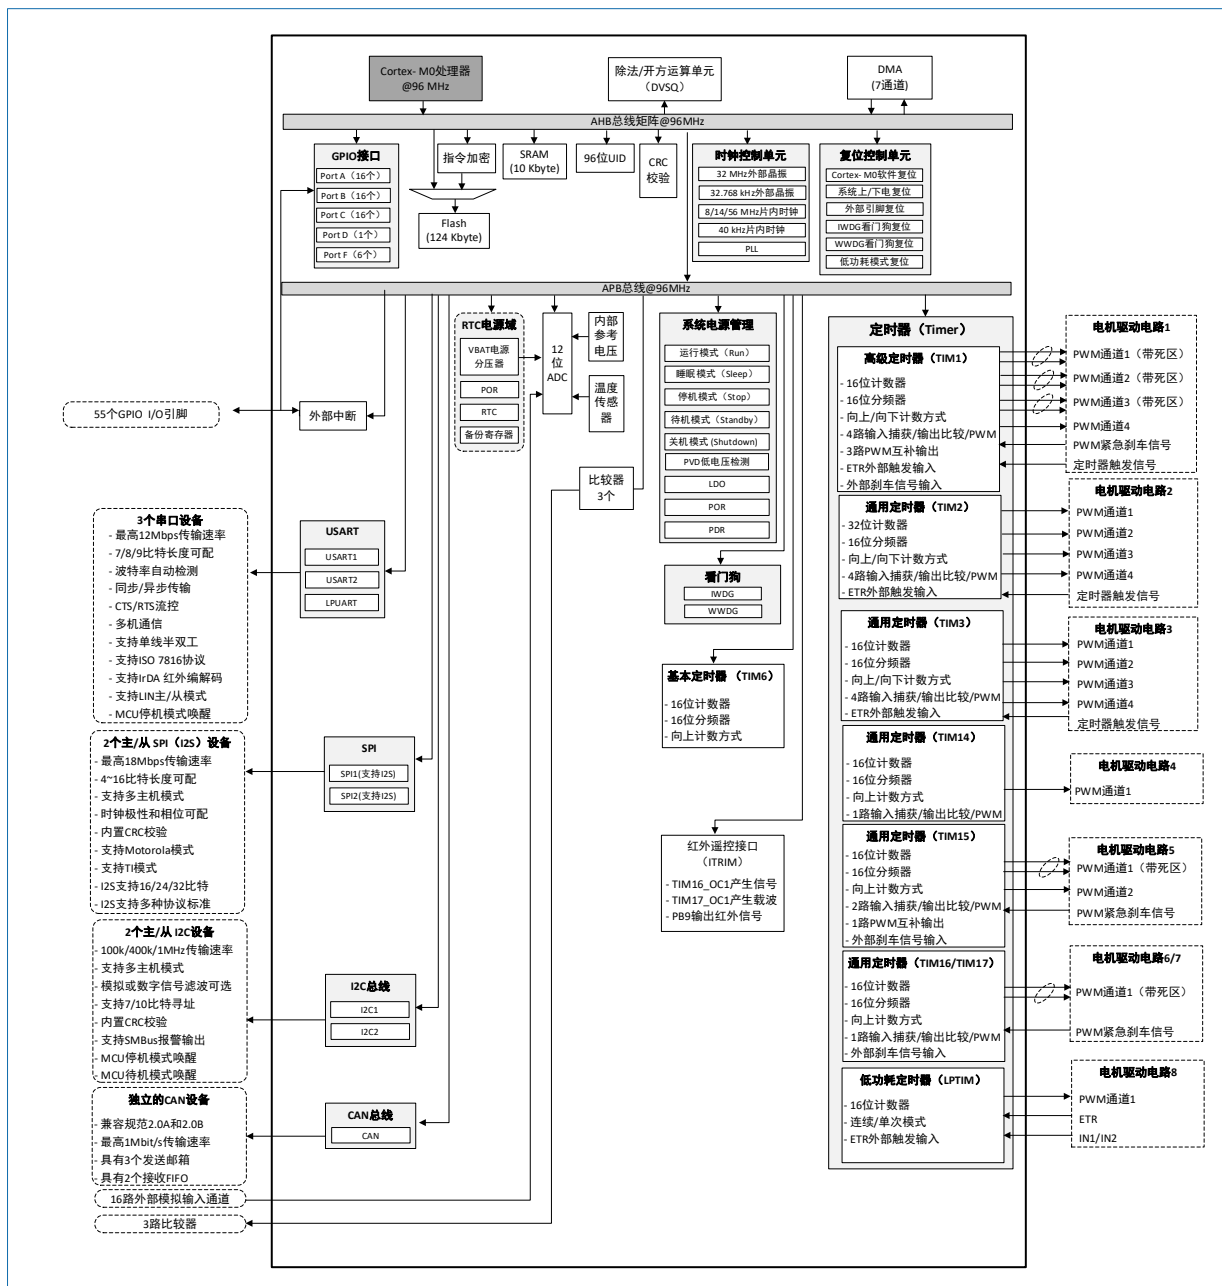 Cortex- M0处理器
@96 MHz
除法/开方运算单元
（DVSQ）
DMA
(7通道)
AHB总线矩阵@96MHz
GPIO接口
Port A（16个）
Port B（16个）
Port C（16个）
Port D（1个）
Port F（6个）
指令加密
Flash
(124 Kbyte)
SRAM
(10 Kbyte)
96位UID
CRC
校验
时钟控制单元
32 MHz外部晶振
32.768 kHz外部晶振
8/14/56 MHz片内时钟
40 kHz片内时钟
PLL
复位控制单元
Cortex- M0软件复位
系统上/下电复位
外部引脚复位
IWDG看门狗复位
WWDG看门狗复位
低功耗模式复位
APB总线@96MHz
55个GPIO I/O引脚
外部中断
RTC电源域
VBAT电源
分压器
POR
RTC
备份寄存器
12
位
ADC
内部
参考
电压
温度
传感
器
比较器
3个
系统电源管理
运行模式（Run）
睡眠模式（Sleep）
停机模式（Stop）
待机模式（Standby）
关机模式 (Shutdown)
PVD低电压检测
LDO
POR
PDR
看门狗
IWDG
WWDG
基本定时器 （TIM6）
- 16位计数器
- 16位分频器
- 向上计数方式
红外遥控接口
（ITRIM）
- TIM16_OC1产生信号
- TIM17_OC1产生载波
- PB9输出红外信号
3个串口设备
- 最高12Mbps传输速率
- 7/8/9比特长度可配
- 波特率自动检测
- 同步/异步传输
- CTS/RTS流控
- 多机通信
- 支持单线半双工
- 支持ISO 7816协议
- 支持IrDA 红外编解码
- 支持LIN主/从模式
- MCU停机模式唤醒
USART
USART1
USART2
LPUART
2个主/从 SPI（I2S）设备
- 最高18Mbps传输速率
- 4~16比特长度可配
- 支持多主机模式
- 时钟极性和相位可配
- 内置CRC校验
- 支持Motorola模式
- 支持TI模式
- I2S支持16/24/32比特
- I2S支持多种协议标准
SPI
SPI1(支持I2S)
SPI2(支持I2S)
2个主/从 I2C设备
- 100k/400k/1MHz传输速率
- 支持多主机模式
- 模拟或数字信号滤波可选
- 支持7/10比特寻址
- 内置CRC校验
- 支持SMBus报警输出
- MCU停机模式唤醒
- MCU待机模式唤醒
I2C总线
I2C1
I2C2
独立的CAN设备
- 兼容规范2.0A和2.0B
- 最高1Mbit/s传输速率
- 具有3个发送邮箱
- 具有2个接收FIFO
CAN总线
CAN
16路外部模拟输入通道
3路比较器
定时器（Timer）
高级定时器（TIM1）
- 16位计数器
- 16位分频器
- 向上/向下计数方式
- 4路输入捕获/输出比较/PWM
- 3路PWM互补输出
- ETR外部触发输入
- 外部刹车信号输入
通用定时器（TIM2）
- 32位计数器
- 16位分频器
- 向上/向下计数方式
- 4路输入捕获/输出比较/PWM
- ETR外部触发输入
通用定时器（TIM3）
- 16位计数器
- 16位分频器
- 向上/向下计数方式
- 4路输入捕获/输出比较/PWM
- ETR外部触发输入
通用定时器（TIM14）
- 16位计数器
- 16位分频器
- 向上计数方式
- 1路输入捕获/输出比较/PWM
通用定时器（TIM15）
- 16位计数器
- 16位分频器
- 向上计数方式
- 2路输入捕获/输出比较/PWM
- 1路PWM互补输出
- 外部刹车信号输入
通用定时器（TIM16/TIM17）
- 16位计数器
- 16位分频器
- 向上计数方式
- 1路输入捕获/输出比较/PWM
- 外部刹车信号输入
低功耗定时器（LPTIM）
- 16位计数器
- 连续/单次模式
- ETR外部触发输入
电机驱动电路1
PWM通道1（带死区）
PWM通道2（带死区）
PWM通道3（带死区）
PWM通道4
PWM紧急刹车信号
定时器触发信号
电机驱动电路2
PWM通道1
PWM通道2
PWM通道3
PWM通道4
定时器触发信号
电机驱动电路3
PWM通道1
PWM通道2
PWM通道3
PWM通道4
定时器触发信号
电机驱动电路4
PWM通道1
电机驱动电路5
PWM通道1（带死区）
PWM通道2
PWM紧急刹车信号
电机驱动电路6/7
PWM通道1（带死区）
PWM紧急刹车信号
电机驱动电路8
PWM通道1
ETR
IN1/IN2